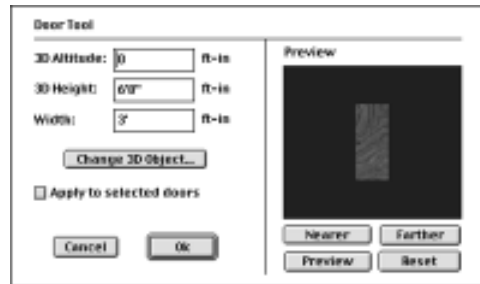 Door Tool
3D Altitude: 0 ft-in
3D Height: 6'8" ft-in
Width: 3' ft-in
Change 3D Object...
Apply to selected doors
Cancel
Ok
Preview
Nearer
Farther
Preview
Reset